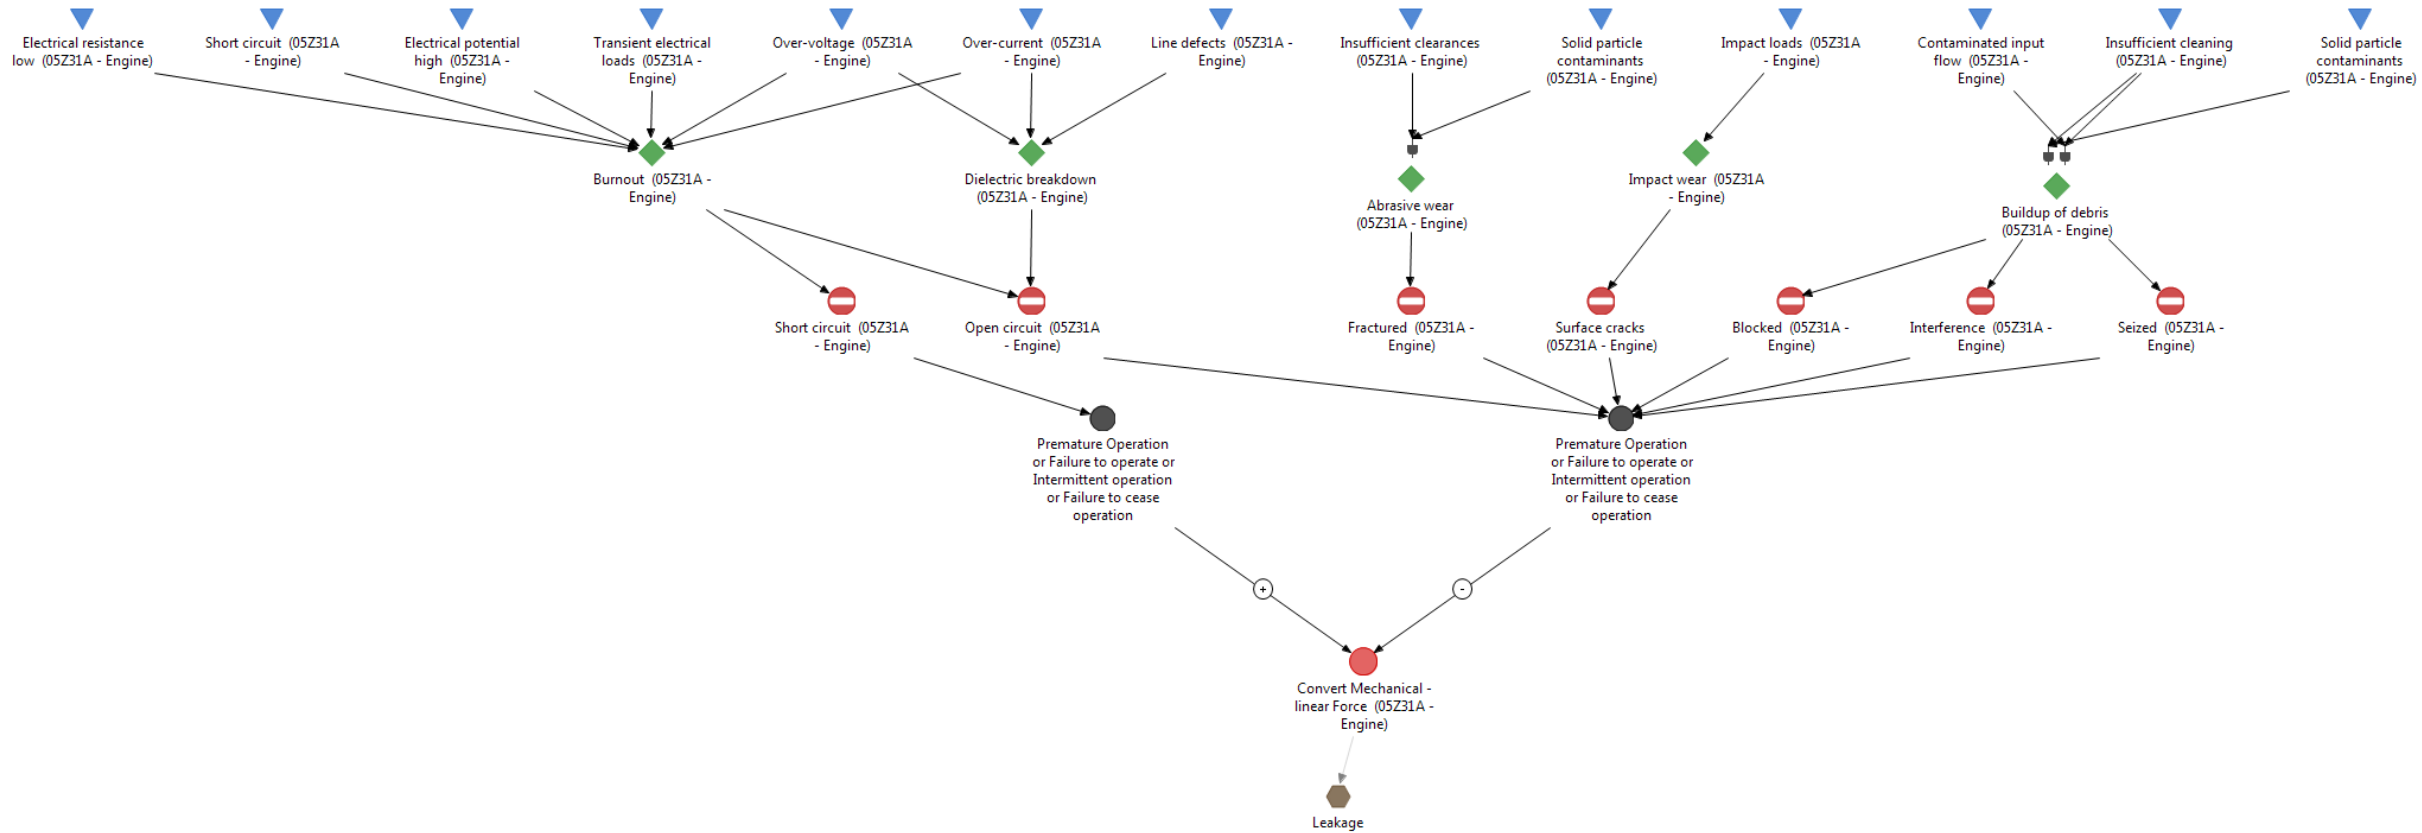 Electrical resistance
low (05Z31A - Engine)
Short circuit (05Z31A
- Engine)
Electrical potential
high (05Z31A -
Engine)
Transient electrical
loads (05Z31A -
Engine)
Over-voltage (05Z31A
- Engine)
Over-current (05Z31A
- Engine)
Line defects (05Z31A -
Engine)
Insufficient clearances
(05Z31A - Engine)
Solid particle
contaminants
(05Z31A - Engine)
Impact loads (05Z31A
- Engine)
Contaminated input
flow (05Z31A -
Engine)
Insufficient cleaning
(05Z31A - Engine)
Solid particle
contaminants
(05Z31A - Engine)
Burnout (05Z31A -
Engine)
Dielectric breakdown
(05Z31A - Engine)
Abrasive wear
(05Z31A - Engine)
Impact wear (05Z31A
- Engine)
Buildup of debris
(05Z31A - Engine)
Short circuit (05Z31A
- Engine)
Open circuit (05Z31A
- Engine)
Fractured (05Z31A -
Engine)
Surface cracks
(05Z31A - Engine)
Blocked (05Z31A -
Engine)
Interference (05Z31A -
Engine)
Seized (05Z31A -
Engine)
Premature Operation
or Failure to operate or
Intermittent operation
or Failure to cease
operation
Premature Operation
or Failure to operate or
Intermittent operation
or Failure to cease
operation
+
-
Convert Mechanical -
linear Force (05Z31A -
Engine)
Leakage